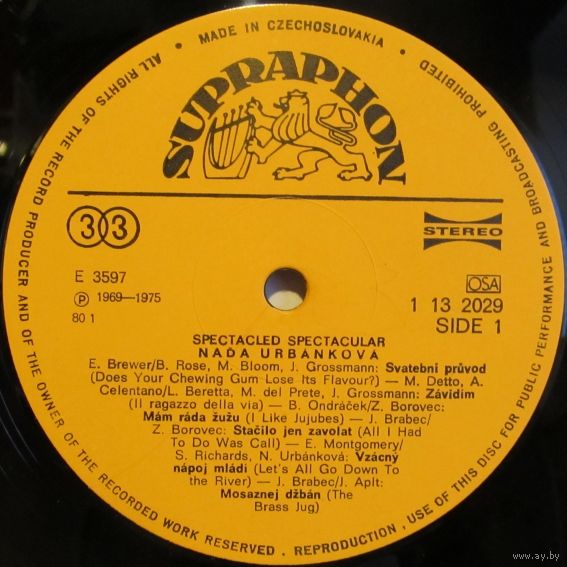 ALL RIGHTS OF THE RECORD PRODUCER AND OF THE OWNER OF THE RECORDED WORK RESERVED . REPRODUCTION, USE OF THIS DISC FOR PUBLIC PERFORMANCE AND BROADCASTING PROHIBITED
• MADE IN CZECHOSLOVAKIA •
SUPRAPHON
33
STEREO
E 3597
OSA
℗ 1969—1975
1 13 2029
80 1
SIDE 1
SPECTACLED SPECTACULAR
NAĎA URBÁNKOVÁ
E. Brewer/B. Rose, M. Bloom, J. Grossmann: Svatební průvod
(Does Your Chewing Gum Lose Its Flavour?) — M. Detto, A.
Celentano/L. Beretta, M. del Prete, J. Grossmann: Závidím
(Il ragazzo della via) — B. Ondráček/Z. Borovec:
Mám ráda žužu (I Like Jujubes) — J. Brabec/
Z. Borovec: Stačilo jen zavolat (All I Had
To Do Was Call) — E. Montgomery/
S. Richards, N. Urbánková: Vzácný
nápoj mládí (Let's All Go Down To
the River) — J. Brabec/J. Aplt:
Mosaznej džbán (The
Brass Jug)
www.ay.by